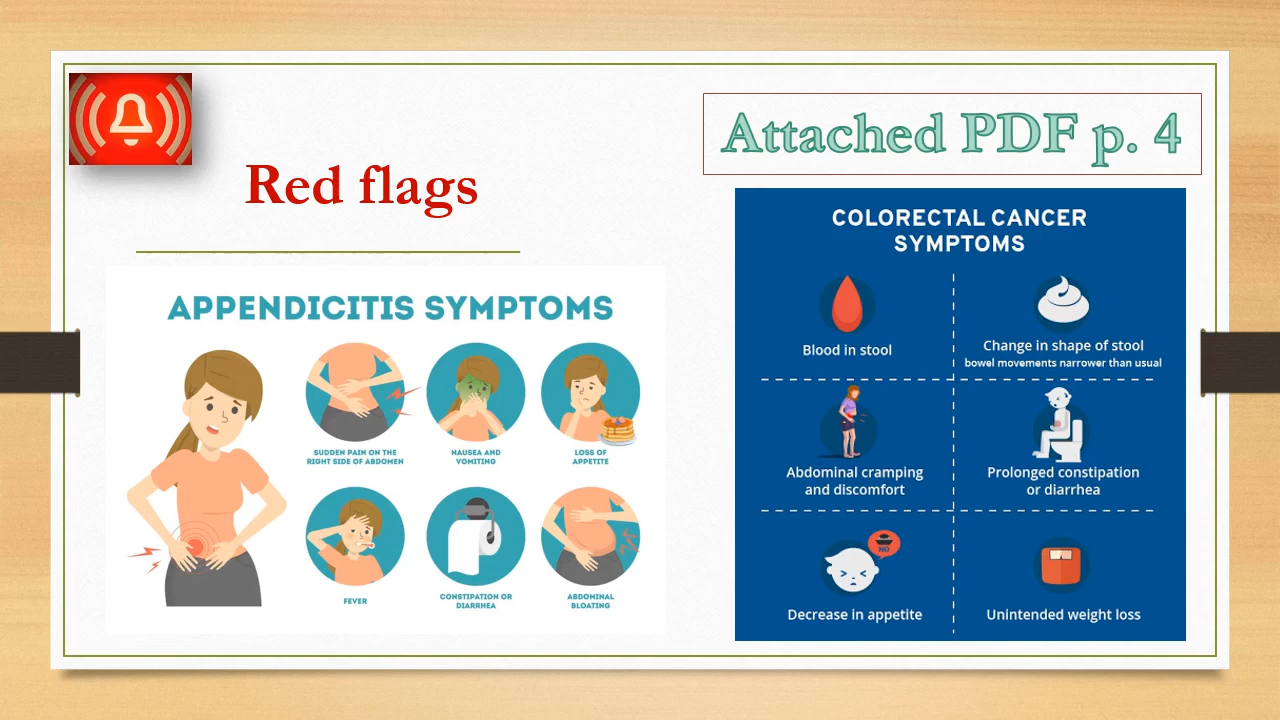 Red flags
Attached PDF p. 4
APPENDICITIS SYMPTOMS
SUDDEN PAIN ON THE
RIGHT SIDE OF ABDOMEN
NAUSEA AND
VOMITING
LOSS OF
APPETITE
FEVER
CONSTIPATION OR
DIARRHEA
ABDOMINAL
BLOATING
COLORECTAL CANCER
SYMPTOMS
Blood in stool
Change in shape of stool
bowel movements narrower than usual
Abdominal cramping
and discomfort
Prolonged constipation
or diarrhea
NO
Decrease in appetite
Unintended weight loss